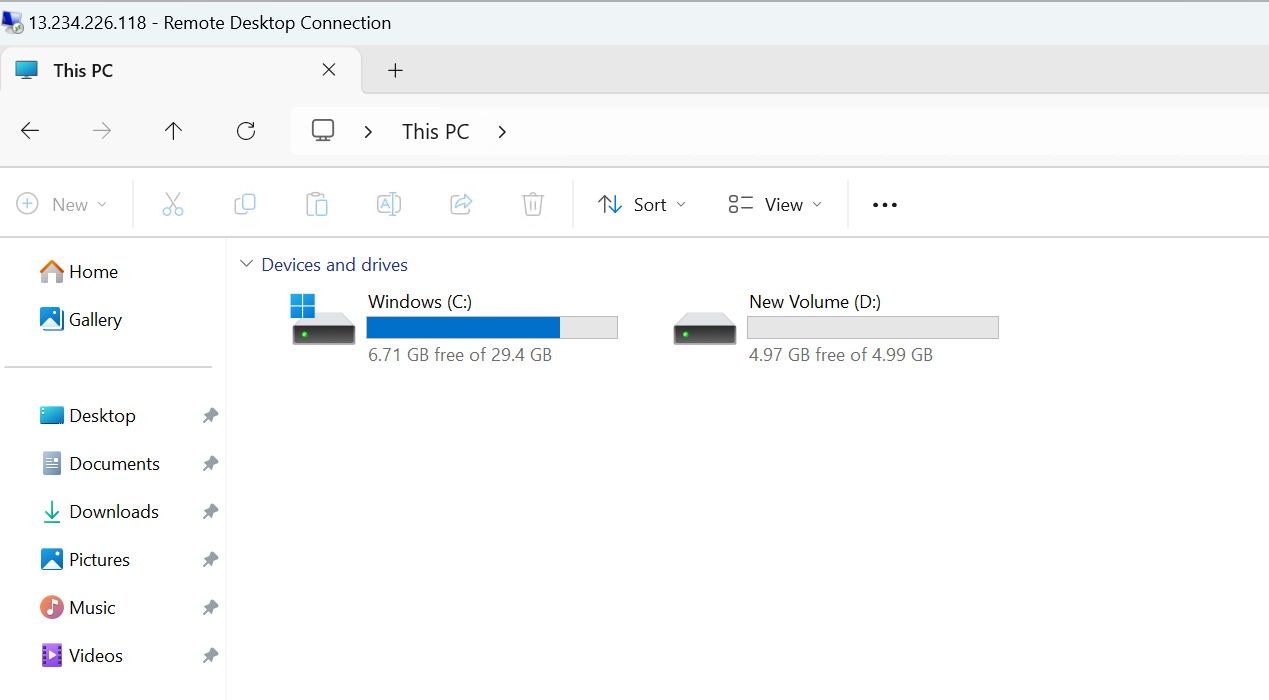 13.234.226.118 - Remote Desktop Connection
This PC
This PC
New
Sort
View
Home
Gallery
Desktop
Documents
Downloads
Pictures
Music
Videos
Devices and drives
Windows (C:)
6.71 GB free of 29.4 GB
New Volume (D:)
4.97 GB free of 4.99 GB